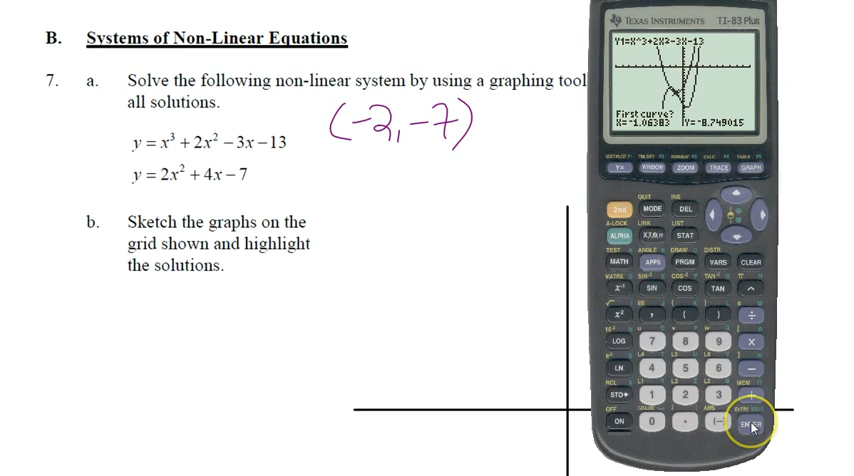 B. Systems of Non-Linear Equations
7. a. Solve the following non-linear system by using a graphing tool
all solutions.
(-2, -7)
y = x³ + 2x² − 3x − 13
y = 2x² + 4x − 7
b. Sketch the graphs on the
grid shown and highlight
the solutions.
TEXAS INSTRUMENTS TI-83 Plus
Y1=X^3+2X2-3X-13
First curve?
X=-1.06383 Y=-8.749015
STAT PLOT F1 TBLSET F2 FORMAT F3 CALC F4 TABLE F5
Y= WINDOW ZOOM TRACE GRAPH
QUIT INS
2nd MODE DEL
A-LOCK LINK LIST
ALPHA X,T,θ,n STAT
TEST A ANGLE B DRAW C DISTR
MATH APPS PRGM VARS CLEAR
MATRX D SIN⁻¹ E COS⁻¹ F TAN⁻¹ G π H
x⁻¹ SIN COS TAN ^
x² , ( ) ÷
LOG 7 8 9 ×
LN 4 5 6 −
RCL MEM
STO▸ 1 2 3 +
OFF ANS ENTRY
ON 0 . (−) ENTER